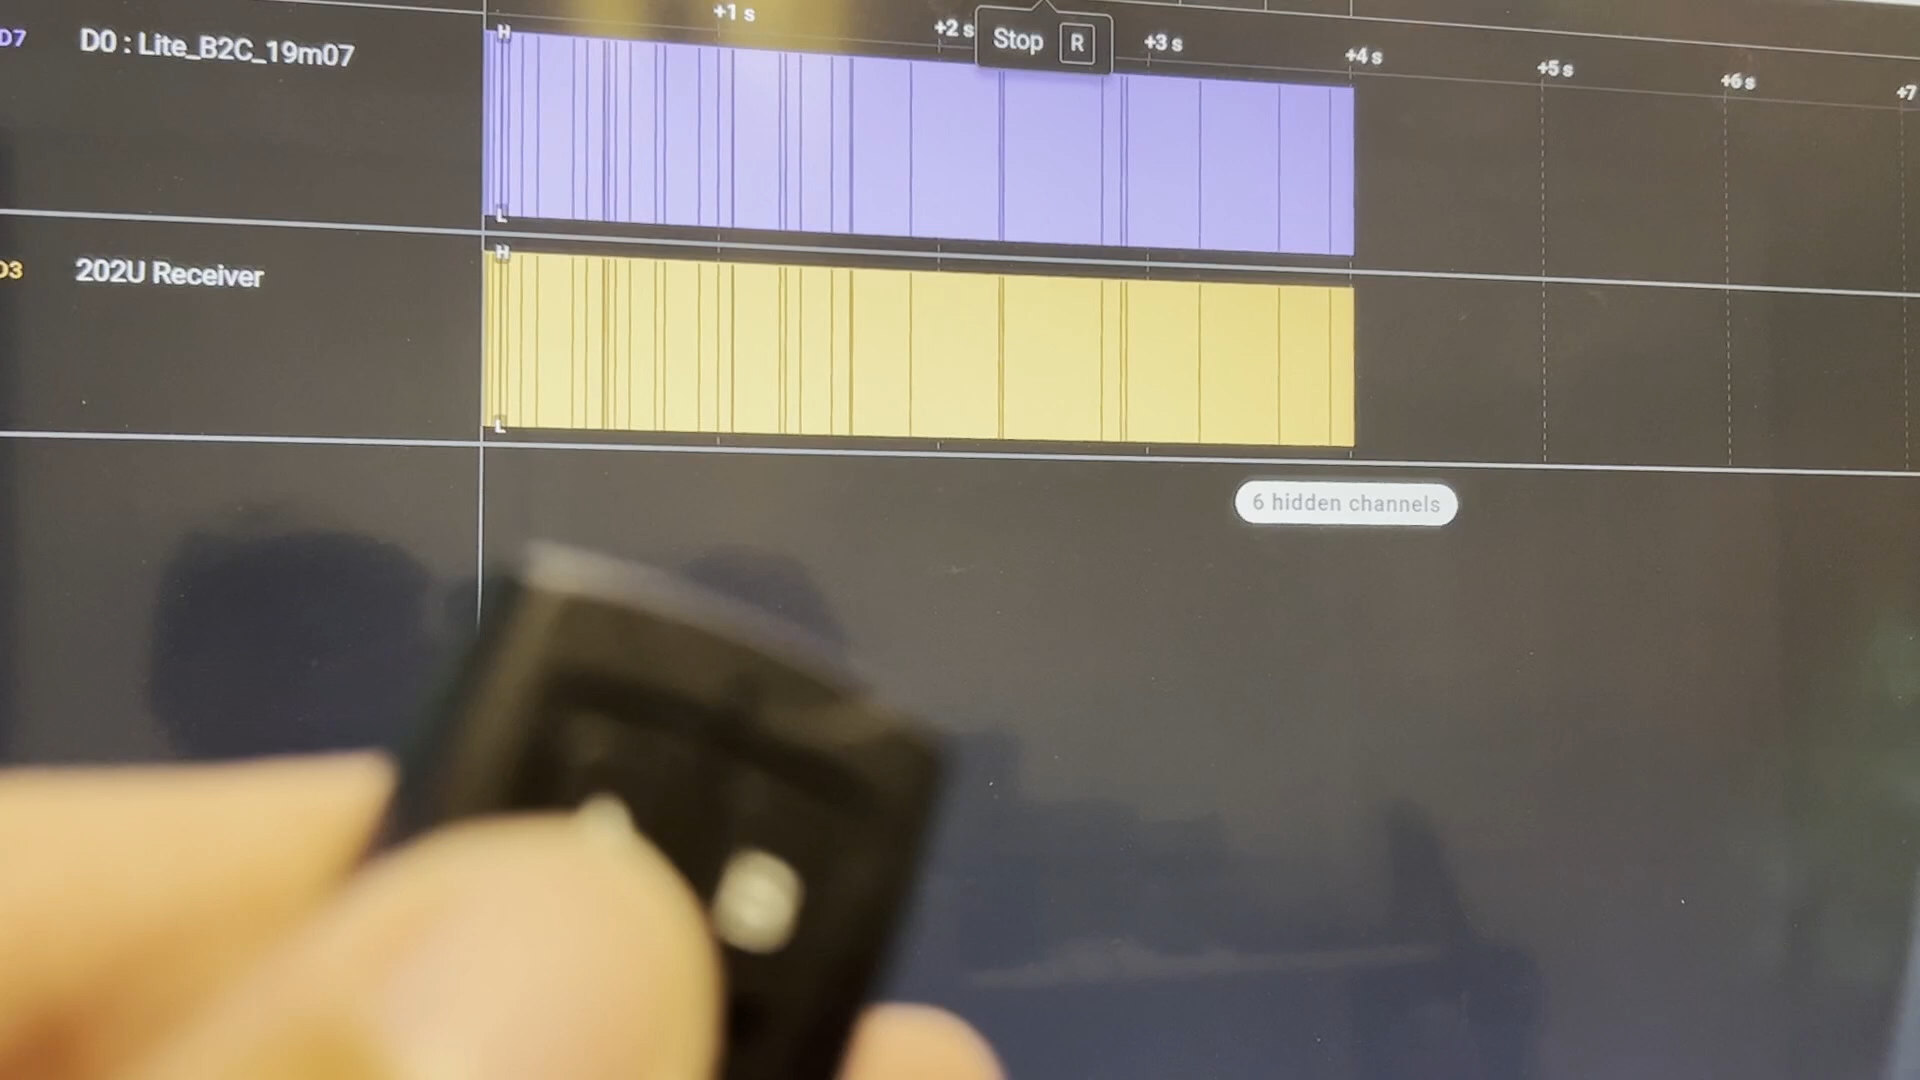 +1 s
+2 s
Stop R
+3 s
+4 s
+5 s
+6 s
+7
D7 D0 : Lite_B2C_19m07
H
L
D3 202U Receiver
H
L
6 hidden channels